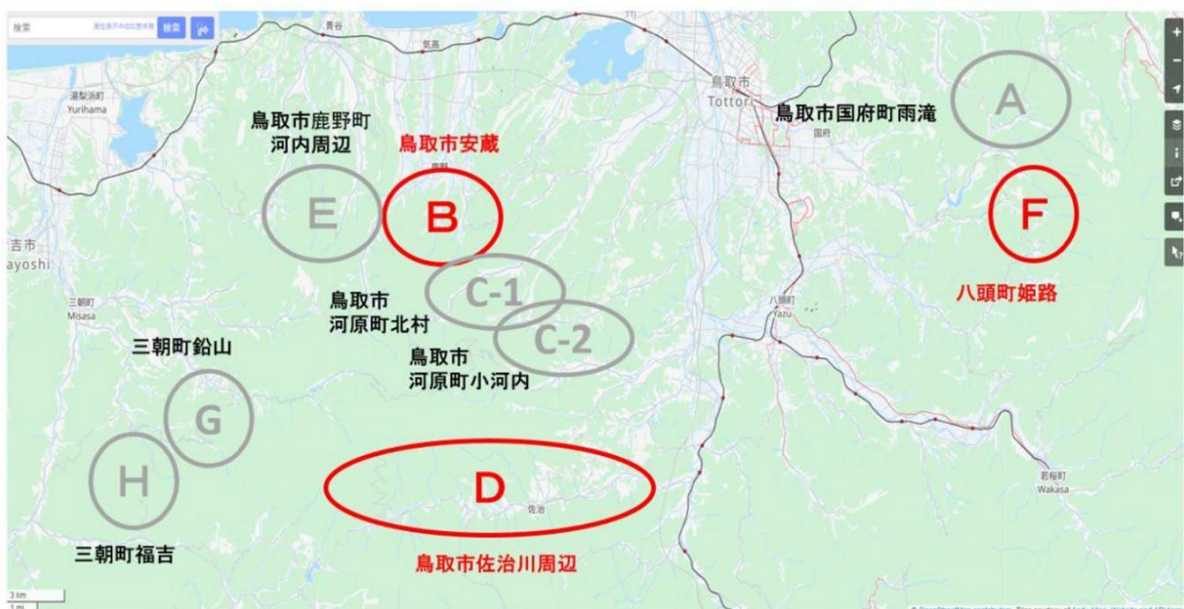 検索
検索
青谷
気高
湯梨浜町
Yurihama
鳥取市
Tottori
鳥取市国府町雨滝
国府
A
鳥取市鹿野町
河内周辺
鳥取市安蔵
鹿野
E
B
F
八頭町姫路
吉市
ayoshi
三朝町
Misasa
C-1
鳥取市
河原町北村
C-2
鳥取市
河原町小河内
八頭町
Yazu
三朝町鉛山
G
H
三朝町福吉
D
佐治
鳥取市佐治川周辺
若桜町
Wakasa
3 km
1 mi